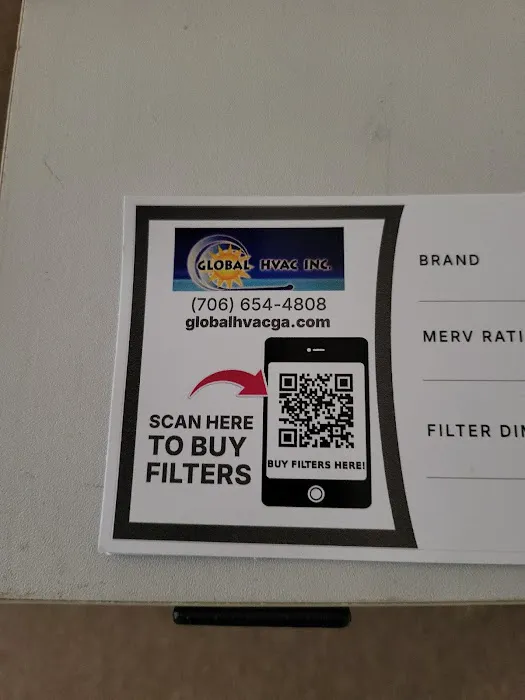 GLOBAL HVAC INC.
(706) 654-4808
globalhvacga.com
SCAN HERE
TO BUY
FILTERS
BUY FILTERS HERE!
BRAND
MERV RATI
FILTER DIM